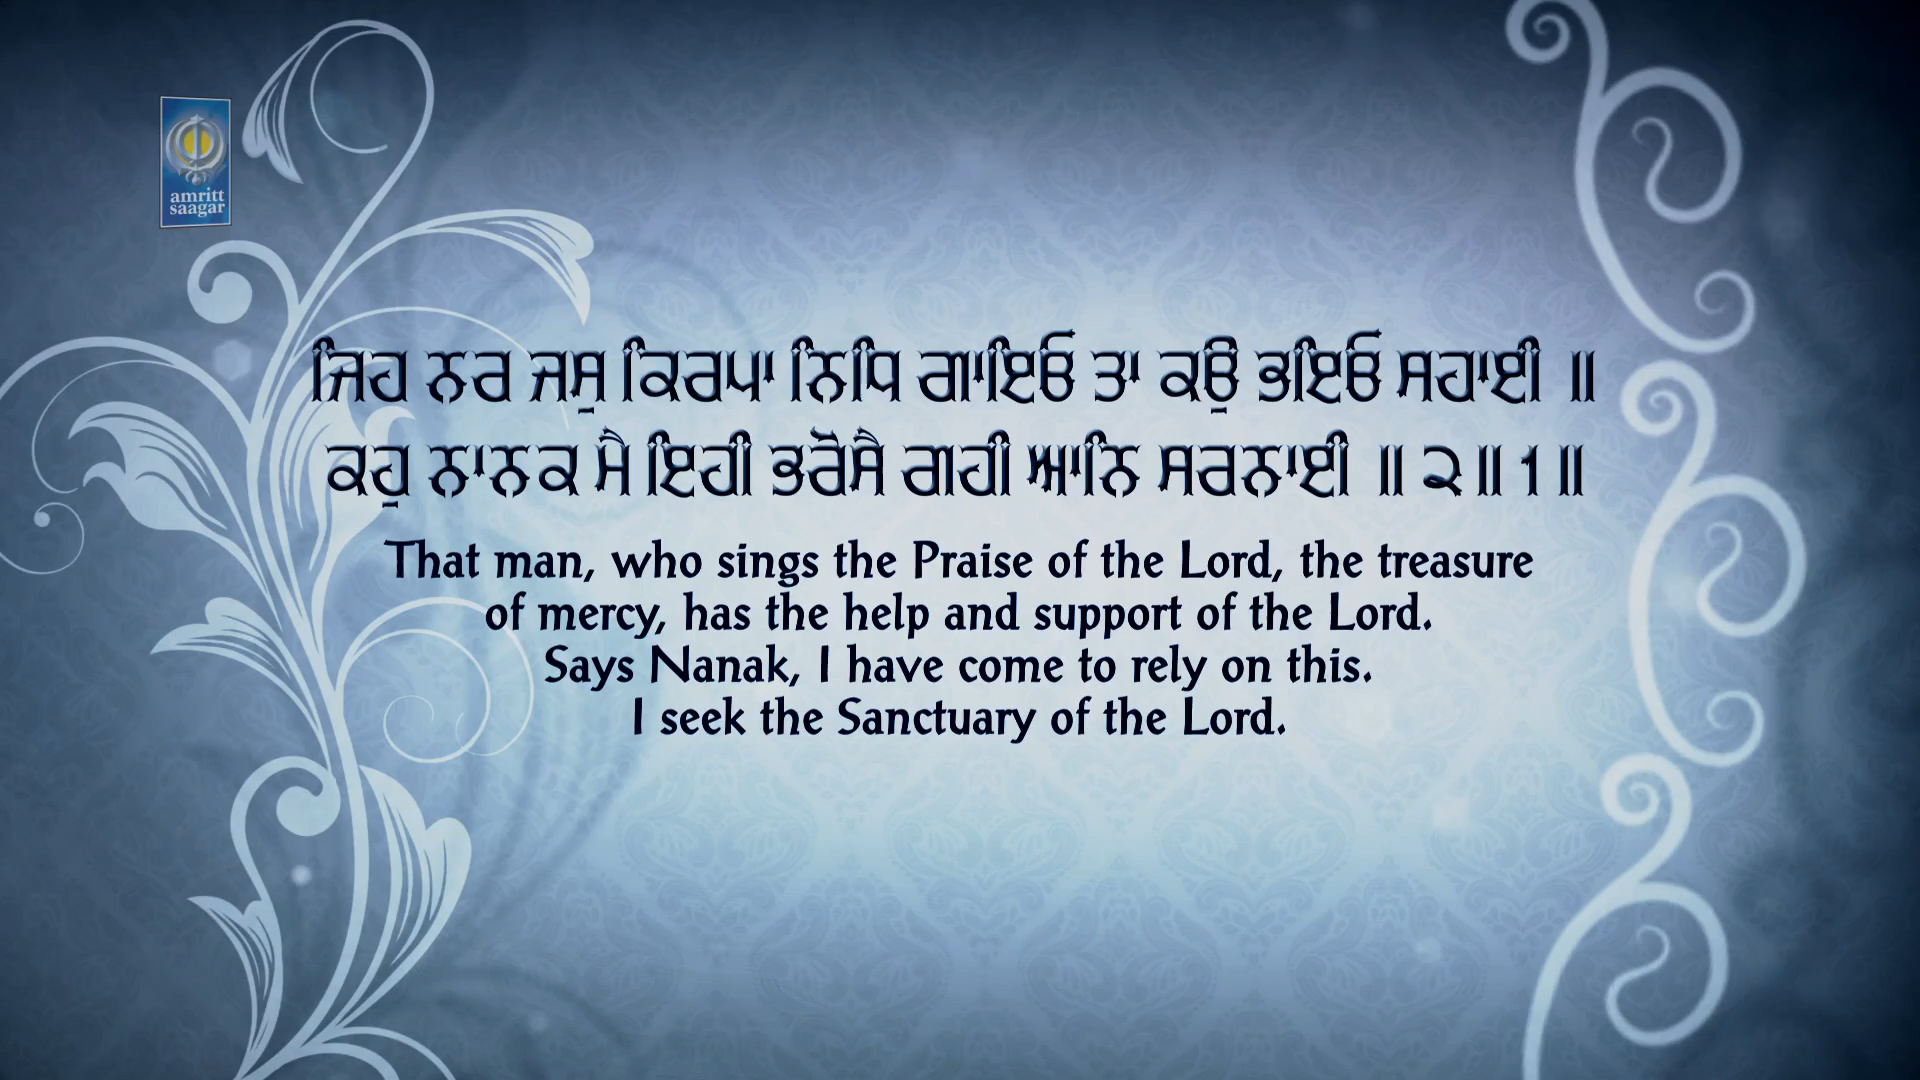 amritt
saagar
ਜਿਹ ਨਰ ਜਸੁ ਕਿਰਪਾ ਨਿਧਿ ਗਾਇਓ ਤਾ ਕਉੁ ਭਇਓ ਸਹਾਈ ॥
ਕਹੁ ਨਾਨਕ ਮੈ ਇਹੀ ਭਰੋਸੈ ਗਹੀ ਆਨਿ ਸਰਨਾਈ ॥੨॥੧॥
That man, who sings the Praise of the Lord, the treasure
of mercy, has the help and support of the Lord.
Says Nanak, I have come to rely on this.
I seek the Sanctuary of the Lord.